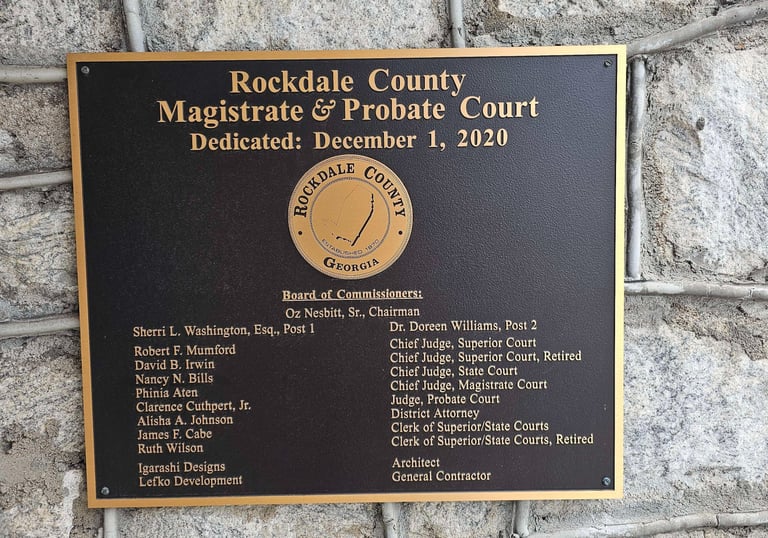 Rockdale County
Magistrate & Probate Court
Dedicated: December 1, 2020
ROCKDALE COUNTY
ESTABLISHED 1870
GEORGIA
Board of Commissioners:
Oz Nesbitt, Sr., Chairman
Sherri L. Washington, Esq., Post 1 Dr. Doreen Williams, Post 2
Robert F. Mumford Chief Judge, Superior Court
David B. Irwin Chief Judge, Superior Court, Retired
Nancy N. Bills Chief Judge, State Court
Phinia Aten Chief Judge, Magistrate Court
Clarence Cuthpert, Jr. Judge, Probate Court
Alisha A. Johnson District Attorney
James F. Cabe Clerk of Superior/State Courts
Ruth Wilson Clerk of Superior/State Courts, Retired
Igarashi Designs Architect
Lefko Development General Contractor